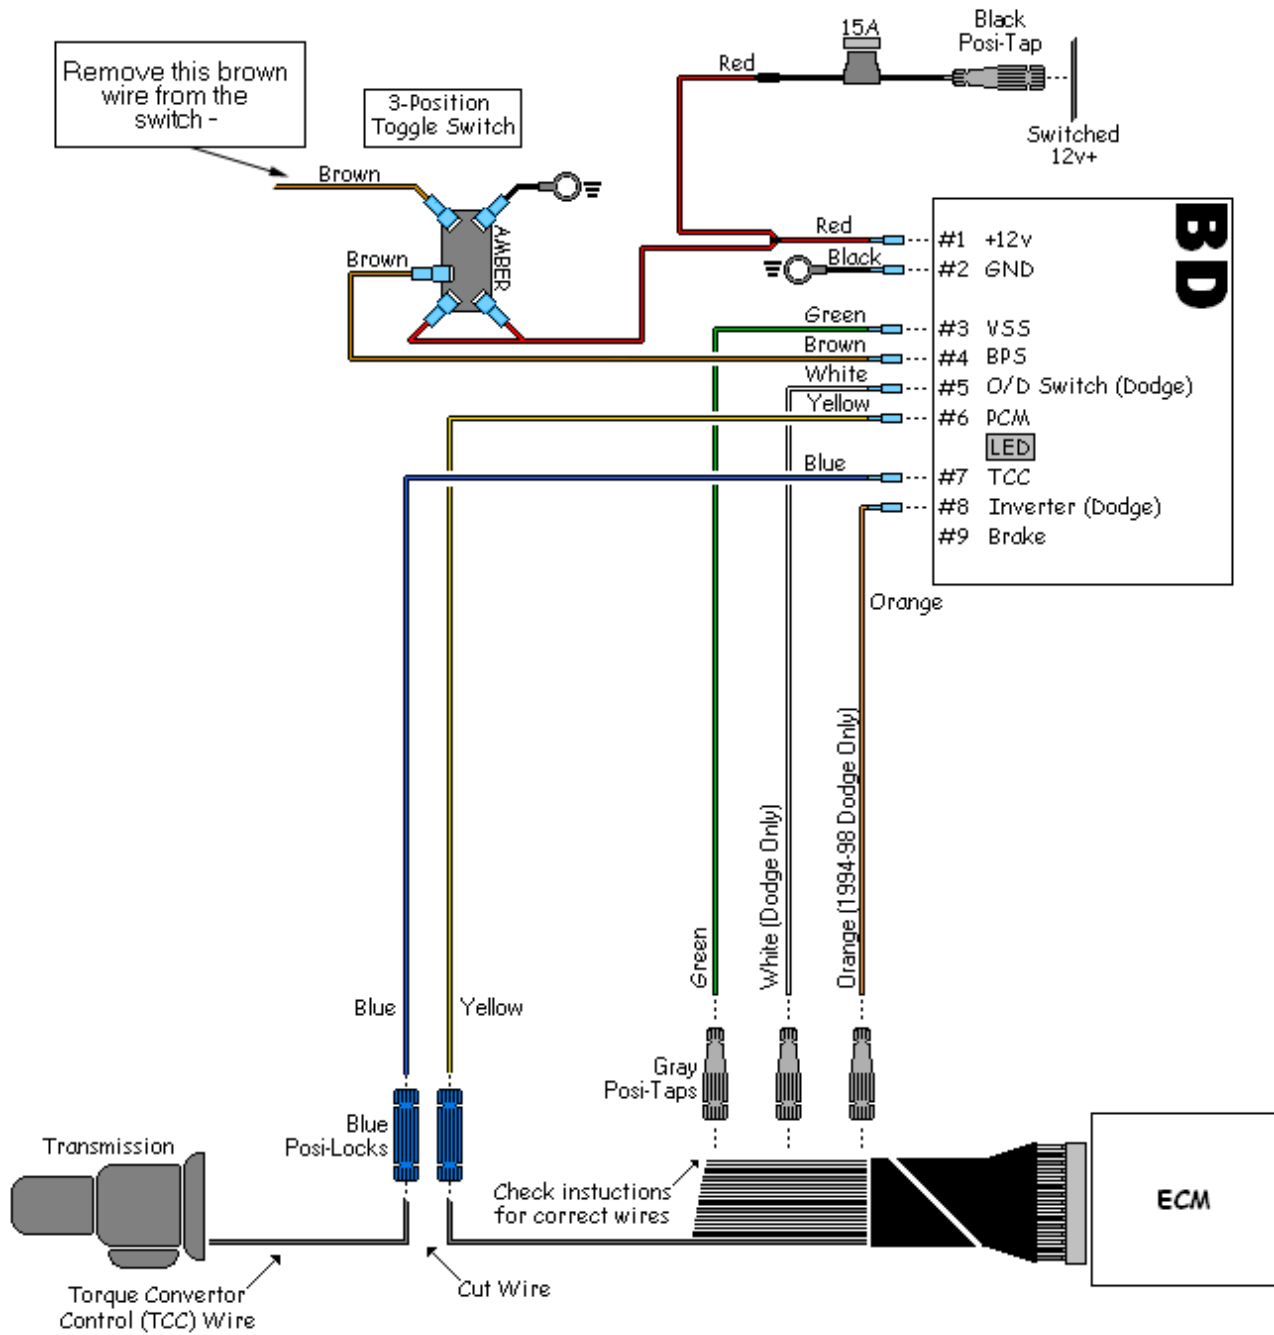 Remove this brown
wire from the
switch -
3-Position
Toggle Switch
15A
Black
Posi-Tap
Red
Switched
12v+
Brown
AMBER
Brown
Red
Black
Green
Brown
White
Yellow
Blue
BD
#1 +12v
#2 GND
#3 VSS
#4 BPS
#5 O/D Switch (Dodge)
#6 PCM
LED
#7 TCC
#8 Inverter (Dodge)
#9 Brake
Orange
Green
White (Dodge Only)
Orange (1994-98 Dodge Only)
Blue
Yellow
Gray
Posi-Taps
Blue
Posi-Locks
Transmission
Check instuctions
for correct wires
ECM
Torque Convertor
Control (TCC) Wire
Cut Wire